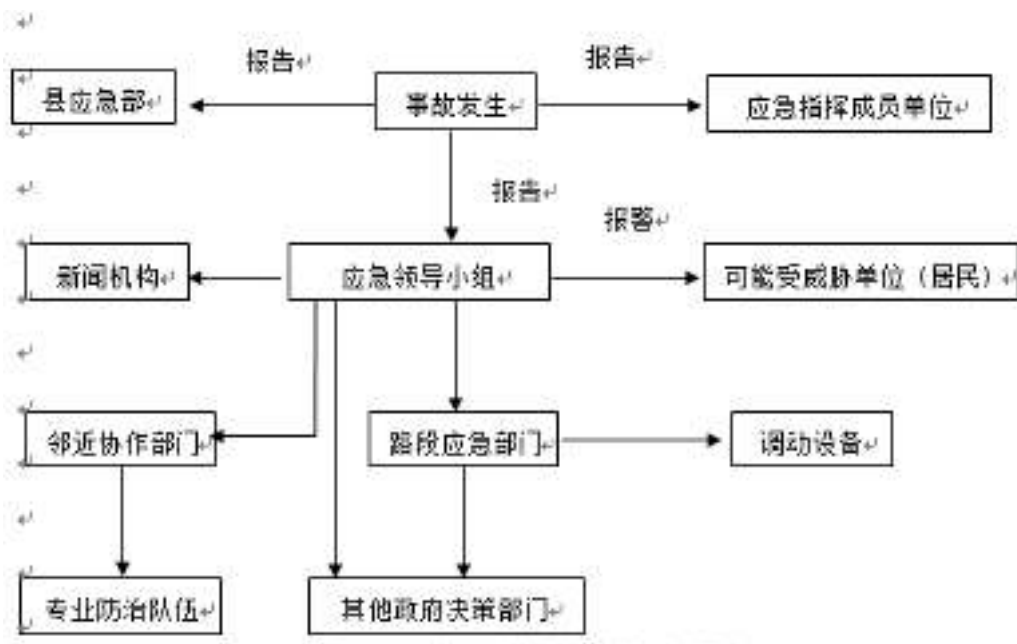 报告
报告
县应急部
事故发生
应急指挥成员单位
报告
报警
新闻机构
应急领导小组
可能受威胁单位（居民）
邻近协作部门
路段应急部门
调动设备
专业防治队伍
其他政府决策部门